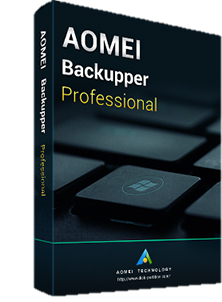 AOMEI
Backupper
Professional
AOMEI Backupper Professional
AOMEI TECHNOLOGY